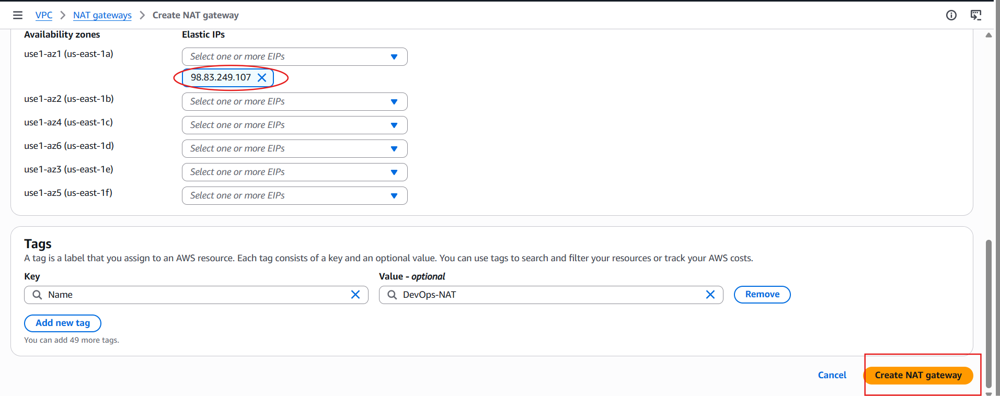 VPC > NAT gateways > Create NAT gateway
Availability zones Elastic IPs
use1-az1 (us-east-1a) Select one or more EIPs
98.83.249.107
use1-az2 (us-east-1b) Select one or more EIPs
use1-az4 (us-east-1c) Select one or more EIPs
use1-az6 (us-east-1d) Select one or more EIPs
use1-az3 (us-east-1e) Select one or more EIPs
use1-az5 (us-east-1f) Select one or more EIPs
Tags
A tag is a label that you assign to an AWS resource. Each tag consists of a key and an optional value. You can use tags to search and filter your resources or track your AWS costs.
Key Value - optional
Name DevOps-NAT Remove
Add new tag
You can add 49 more tags.
Cancel Create NAT gateway